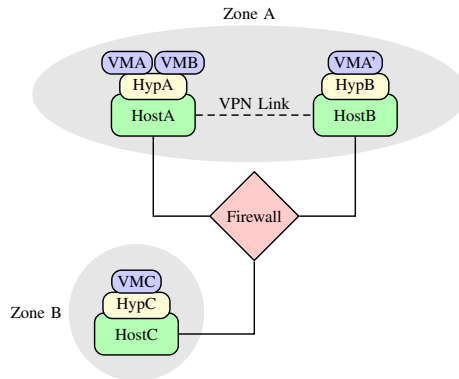 Zone A
VMA VMB VMA'
HypA HypB
VPN Link
HostA HostB
Firewall
VMC
HypC
Zone B
HostC